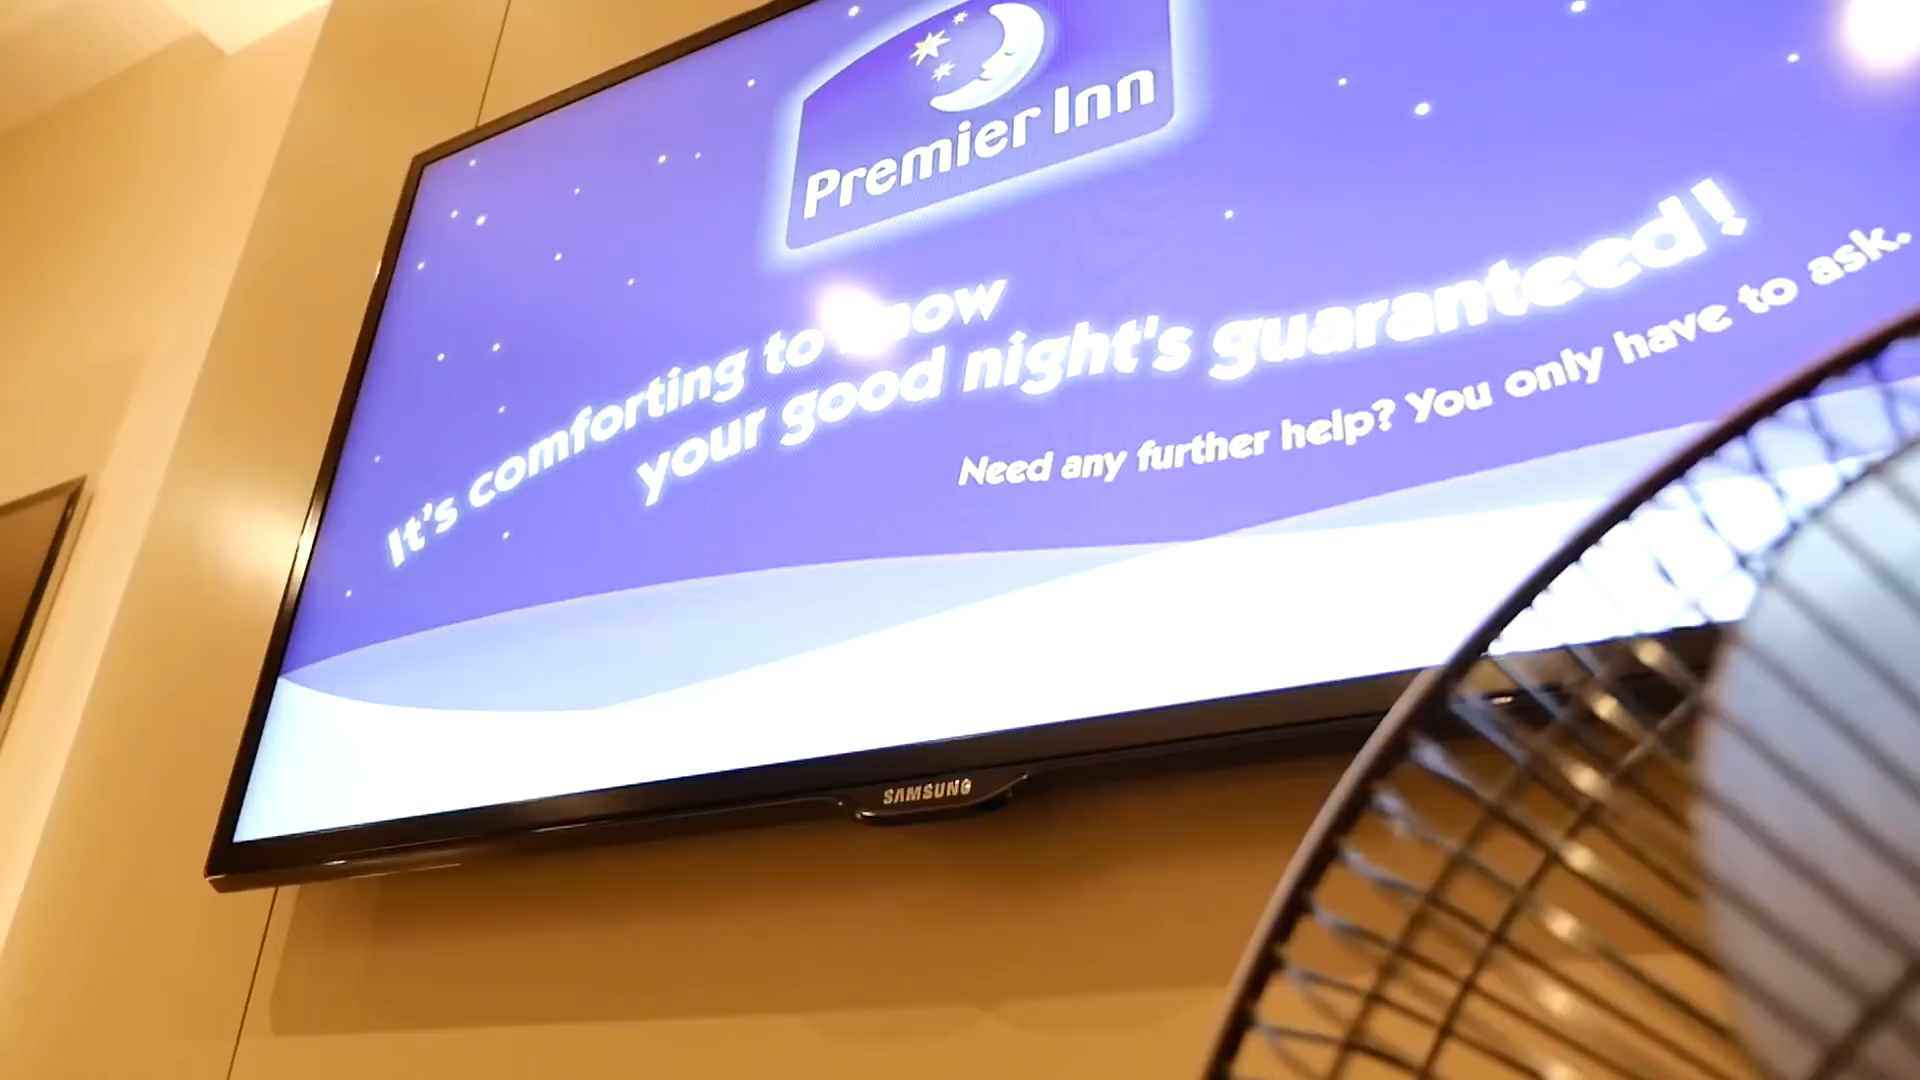 Premier Inn
It's comforting to know
your good night's guaranteed!
Need any further help? You only have to ask.
SAMSUNG